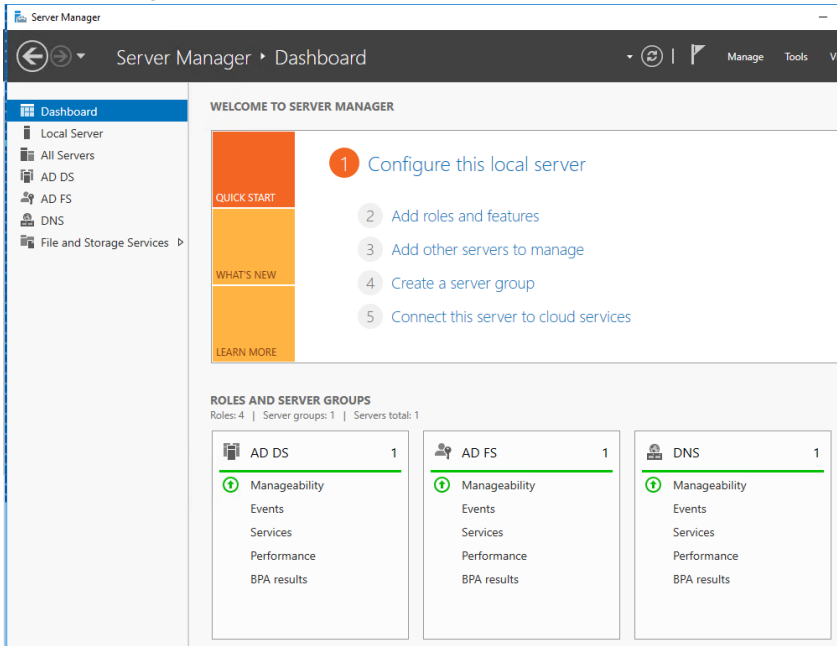 Server Manager
Server Manager ‣ Dashboard
Manage Tools V
Dashboard
Local Server
All Servers
AD DS
AD FS
DNS
File and Storage Services
WELCOME TO SERVER MANAGER
QUICK START
WHAT'S NEW
LEARN MORE
1 Configure this local server
2 Add roles and features
3 Add other servers to manage
4 Create a server group
5 Connect this server to cloud services
ROLES AND SERVER GROUPS
Roles: 4 | Server groups: 1 | Servers total: 1
AD DS 1
Manageability
Events
Services
Performance
BPA results
AD FS 1
Manageability
Events
Services
Performance
BPA results
DNS 1
Manageability
Events
Services
Performance
BPA results